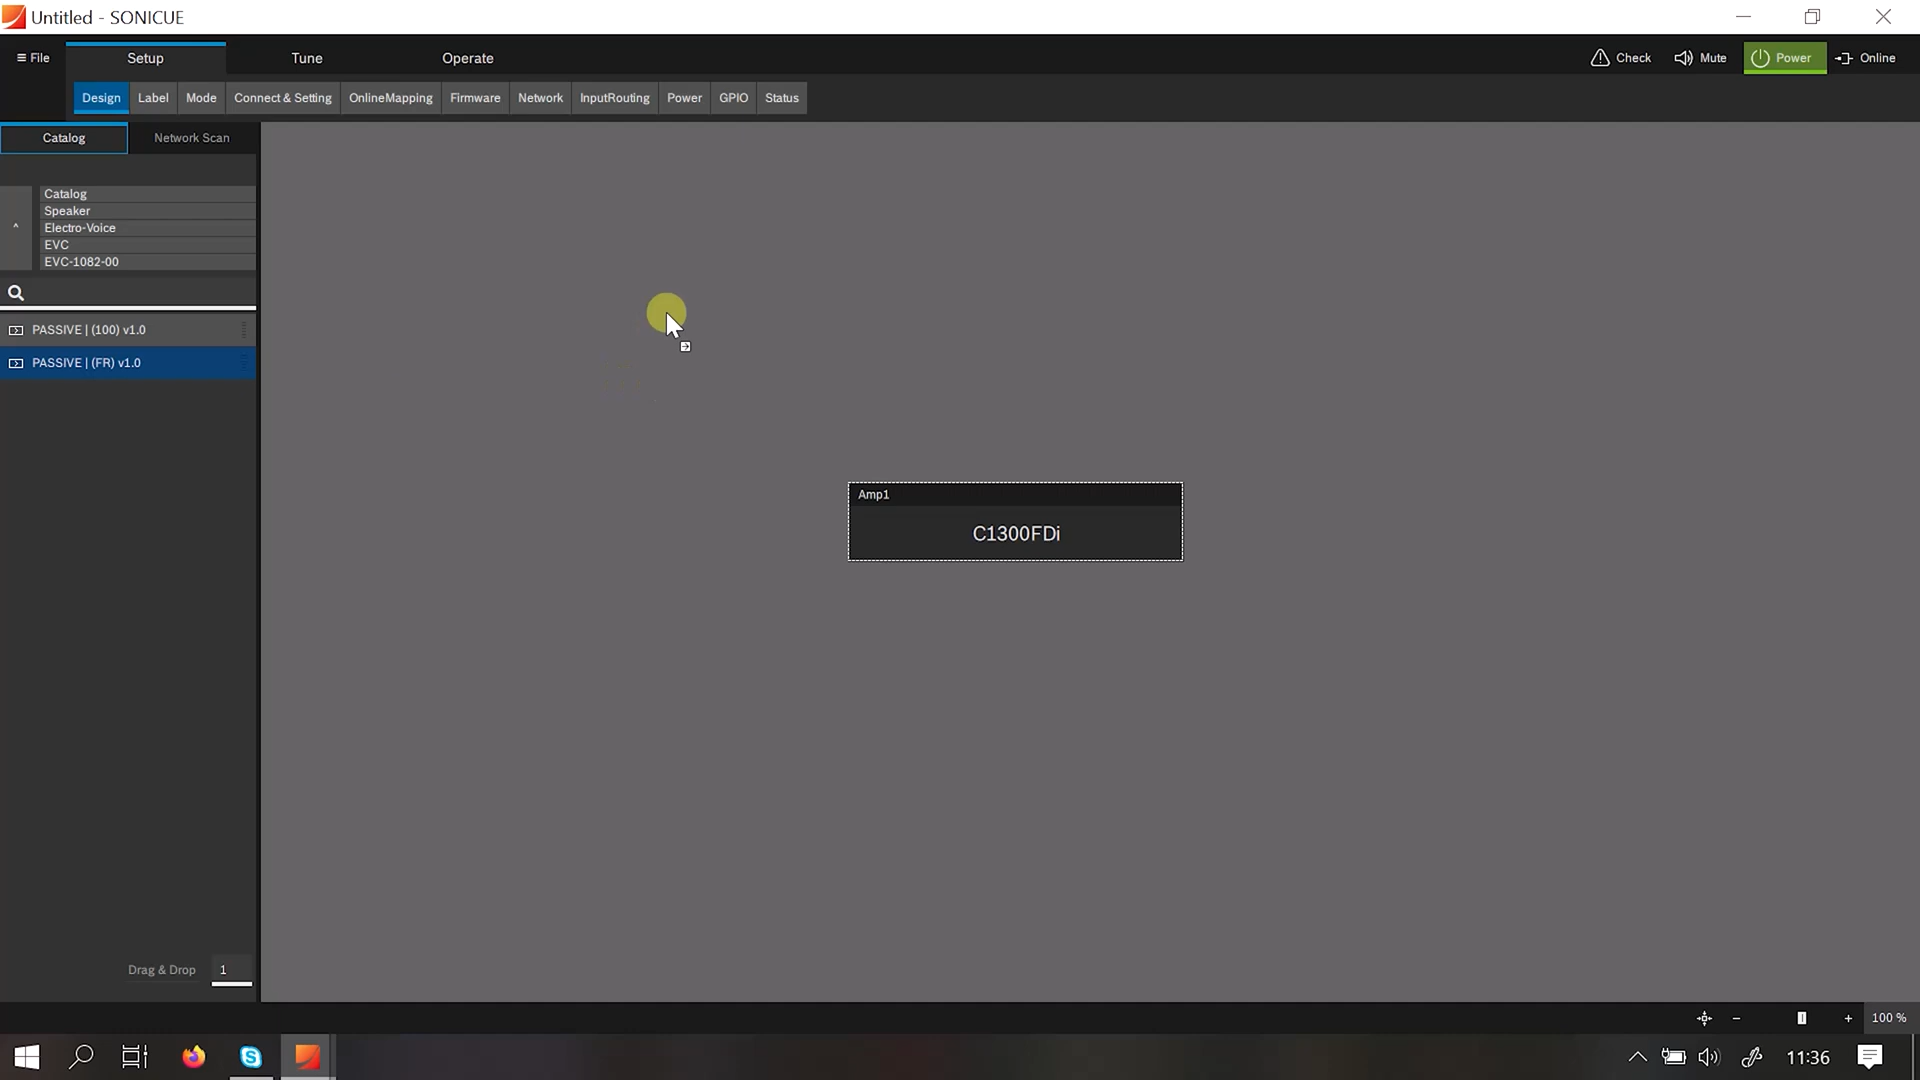 Untitled - SONICUE
≡ File
Setup
Tune
Operate
Check
Mute
Power
Online
Design
Label
Mode
Connect & Setting
OnlineMapping
Firmware
Network
InputRouting
Power
GPIO
Status
Catalog
Network Scan
Catalog
Speaker
Electro-Voice
EVC
EVC-1082-00
PASSIVE | (100) v1.0
PASSIVE | (FR) v1.0
Amp1
C1300FDi
Drag & Drop 1
− + 100 %
11:36